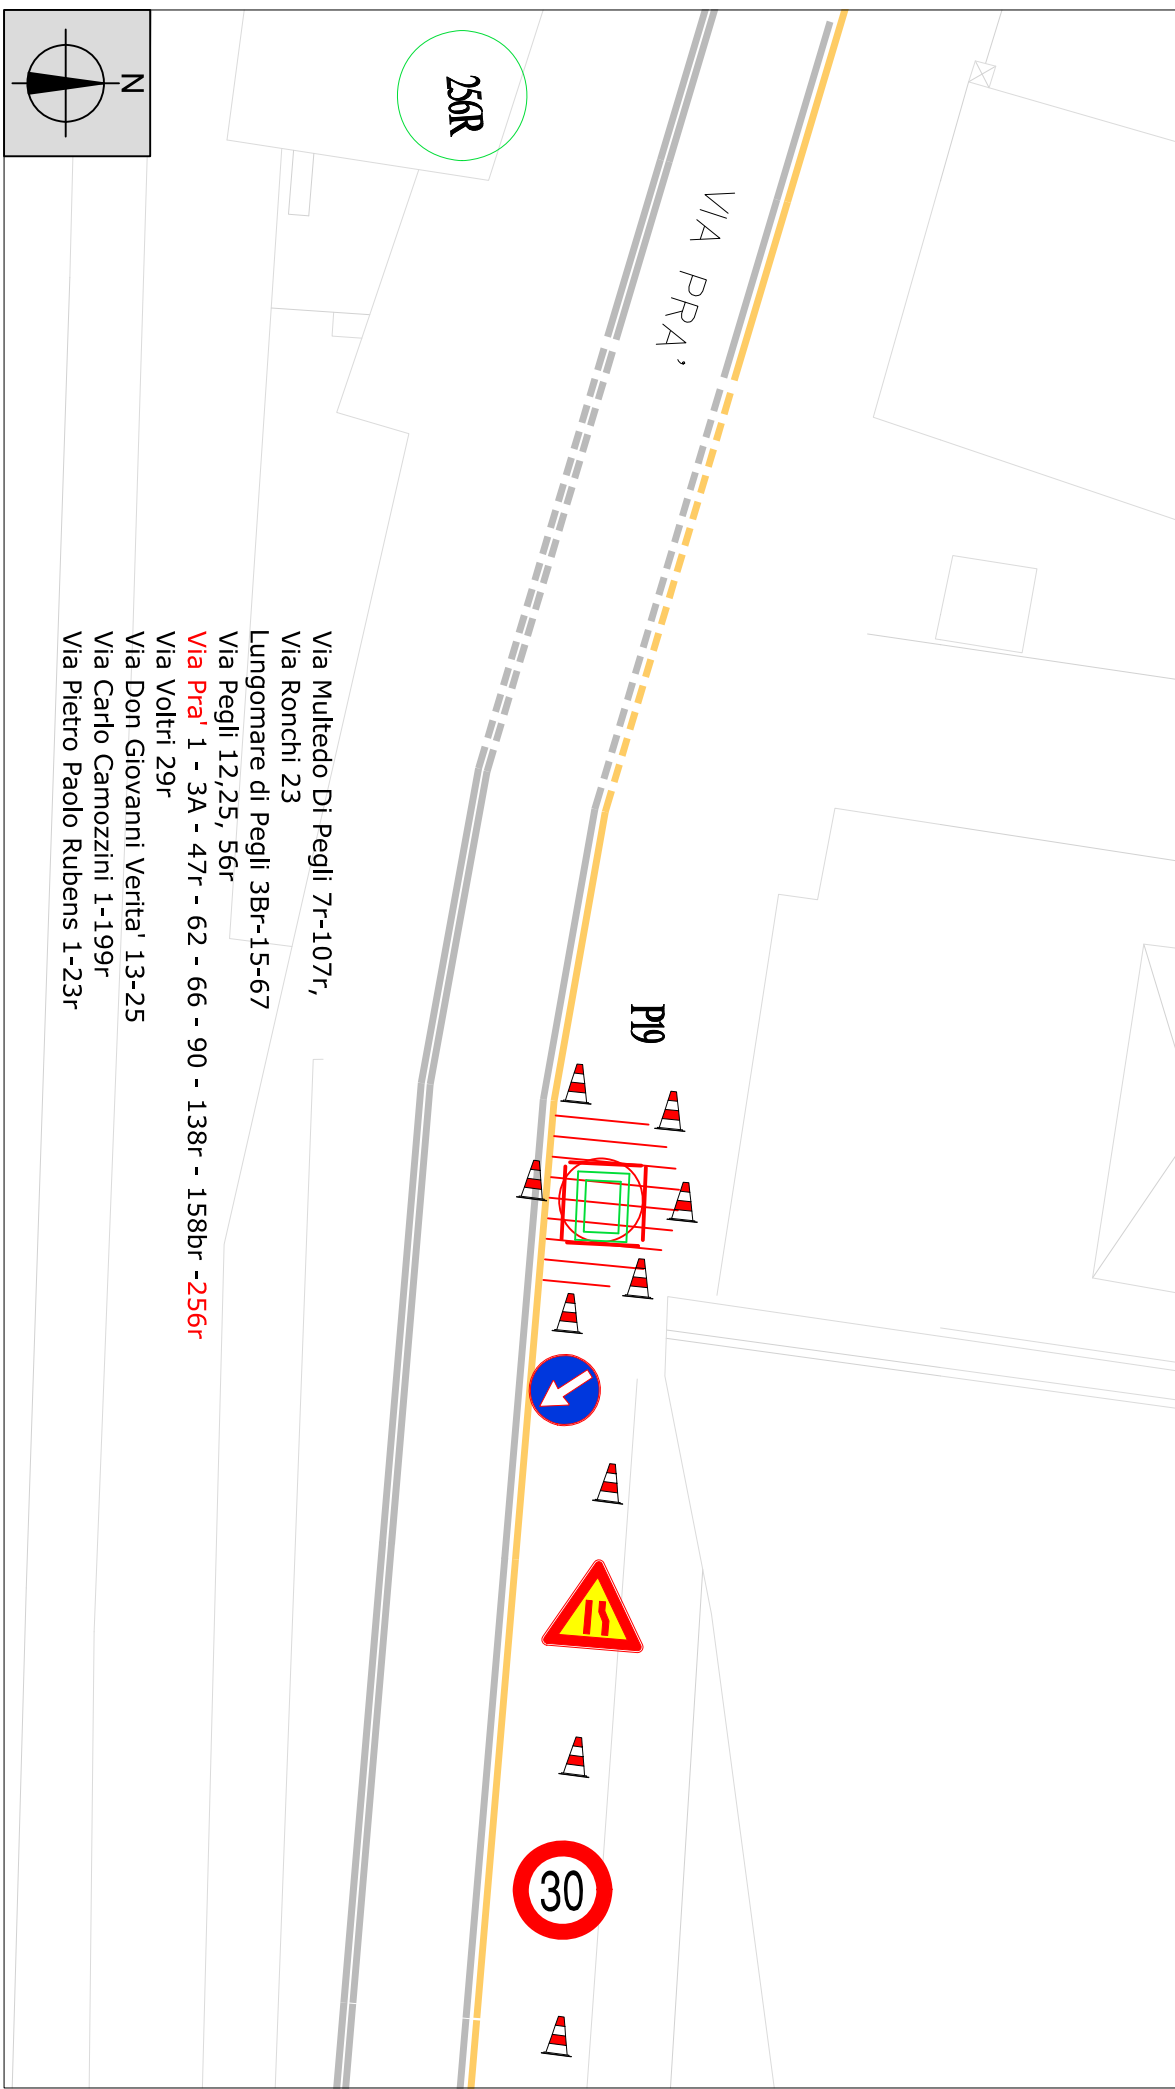 N
256R
VIA PRA'
P19
Via Multedo Di Pegli 7r-107r,
Via Ronchi 23
Lungomare di Pegli 3Br-15-67
Via Pegli 12,25, 56r
Via Pra' 1 - 3A - 47r - 62 - 66 - 90 - 138r - 158br -256r
Via Voltri 29r
Via Don Giovanni Verita' 13-25
Via Carlo Camozzini 1-199r
Via Pietro Paolo Rubens 1-23r
30